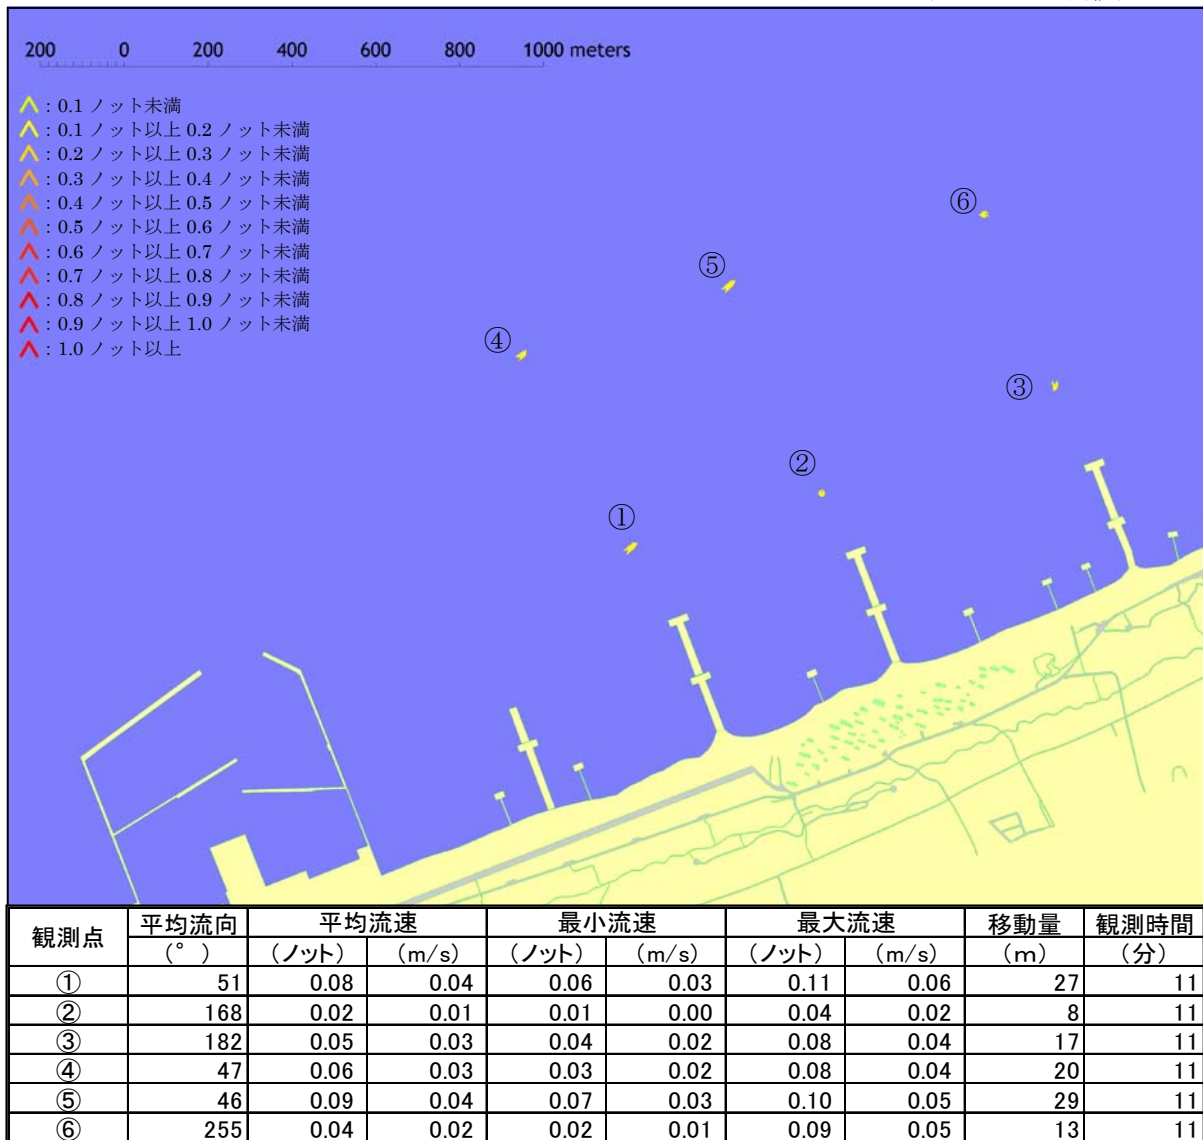 200 0 200 400 600 800 1000 meters
: 0.1 ノット未満
: 0.1 ノット以上 0.2 ノット未満
: 0.2 ノット以上 0.3 ノット未満
: 0.3 ノット以上 0.4 ノット未満
: 0.4 ノット以上 0.5 ノット未満
: 0.5 ノット以上 0.6 ノット未満
: 0.6 ノット以上 0.7 ノット未満
: 0.7 ノット以上 0.8 ノット未満
: 0.8 ノット以上 0.9 ノット未満
: 0.9 ノット以上 1.0 ノット未満
: 1.0 ノット以上
⑥
⑤
④
③
②
①
観測点 平均流向 平均流速 最小流速 最大流速 移動量 観測時間
(°) (ノット) (m/s) (ノット) (m/s) (ノット) (m/s) (m) (分)
① 51 0.08 0.04 0.06 0.03 0.11 0.06 27 11
② 168 0.02 0.01 0.01 0.00 0.04 0.02 8 11
③ 182 0.05 0.03 0.04 0.02 0.08 0.04 17 11
④ 47 0.06 0.03 0.03 0.02 0.08 0.04 20 11
⑤ 46 0.09 0.04 0.07 0.03 0.10 0.05 29 11
⑥ 255 0.04 0.02 0.02 0.01 0.09 0.05 13 11